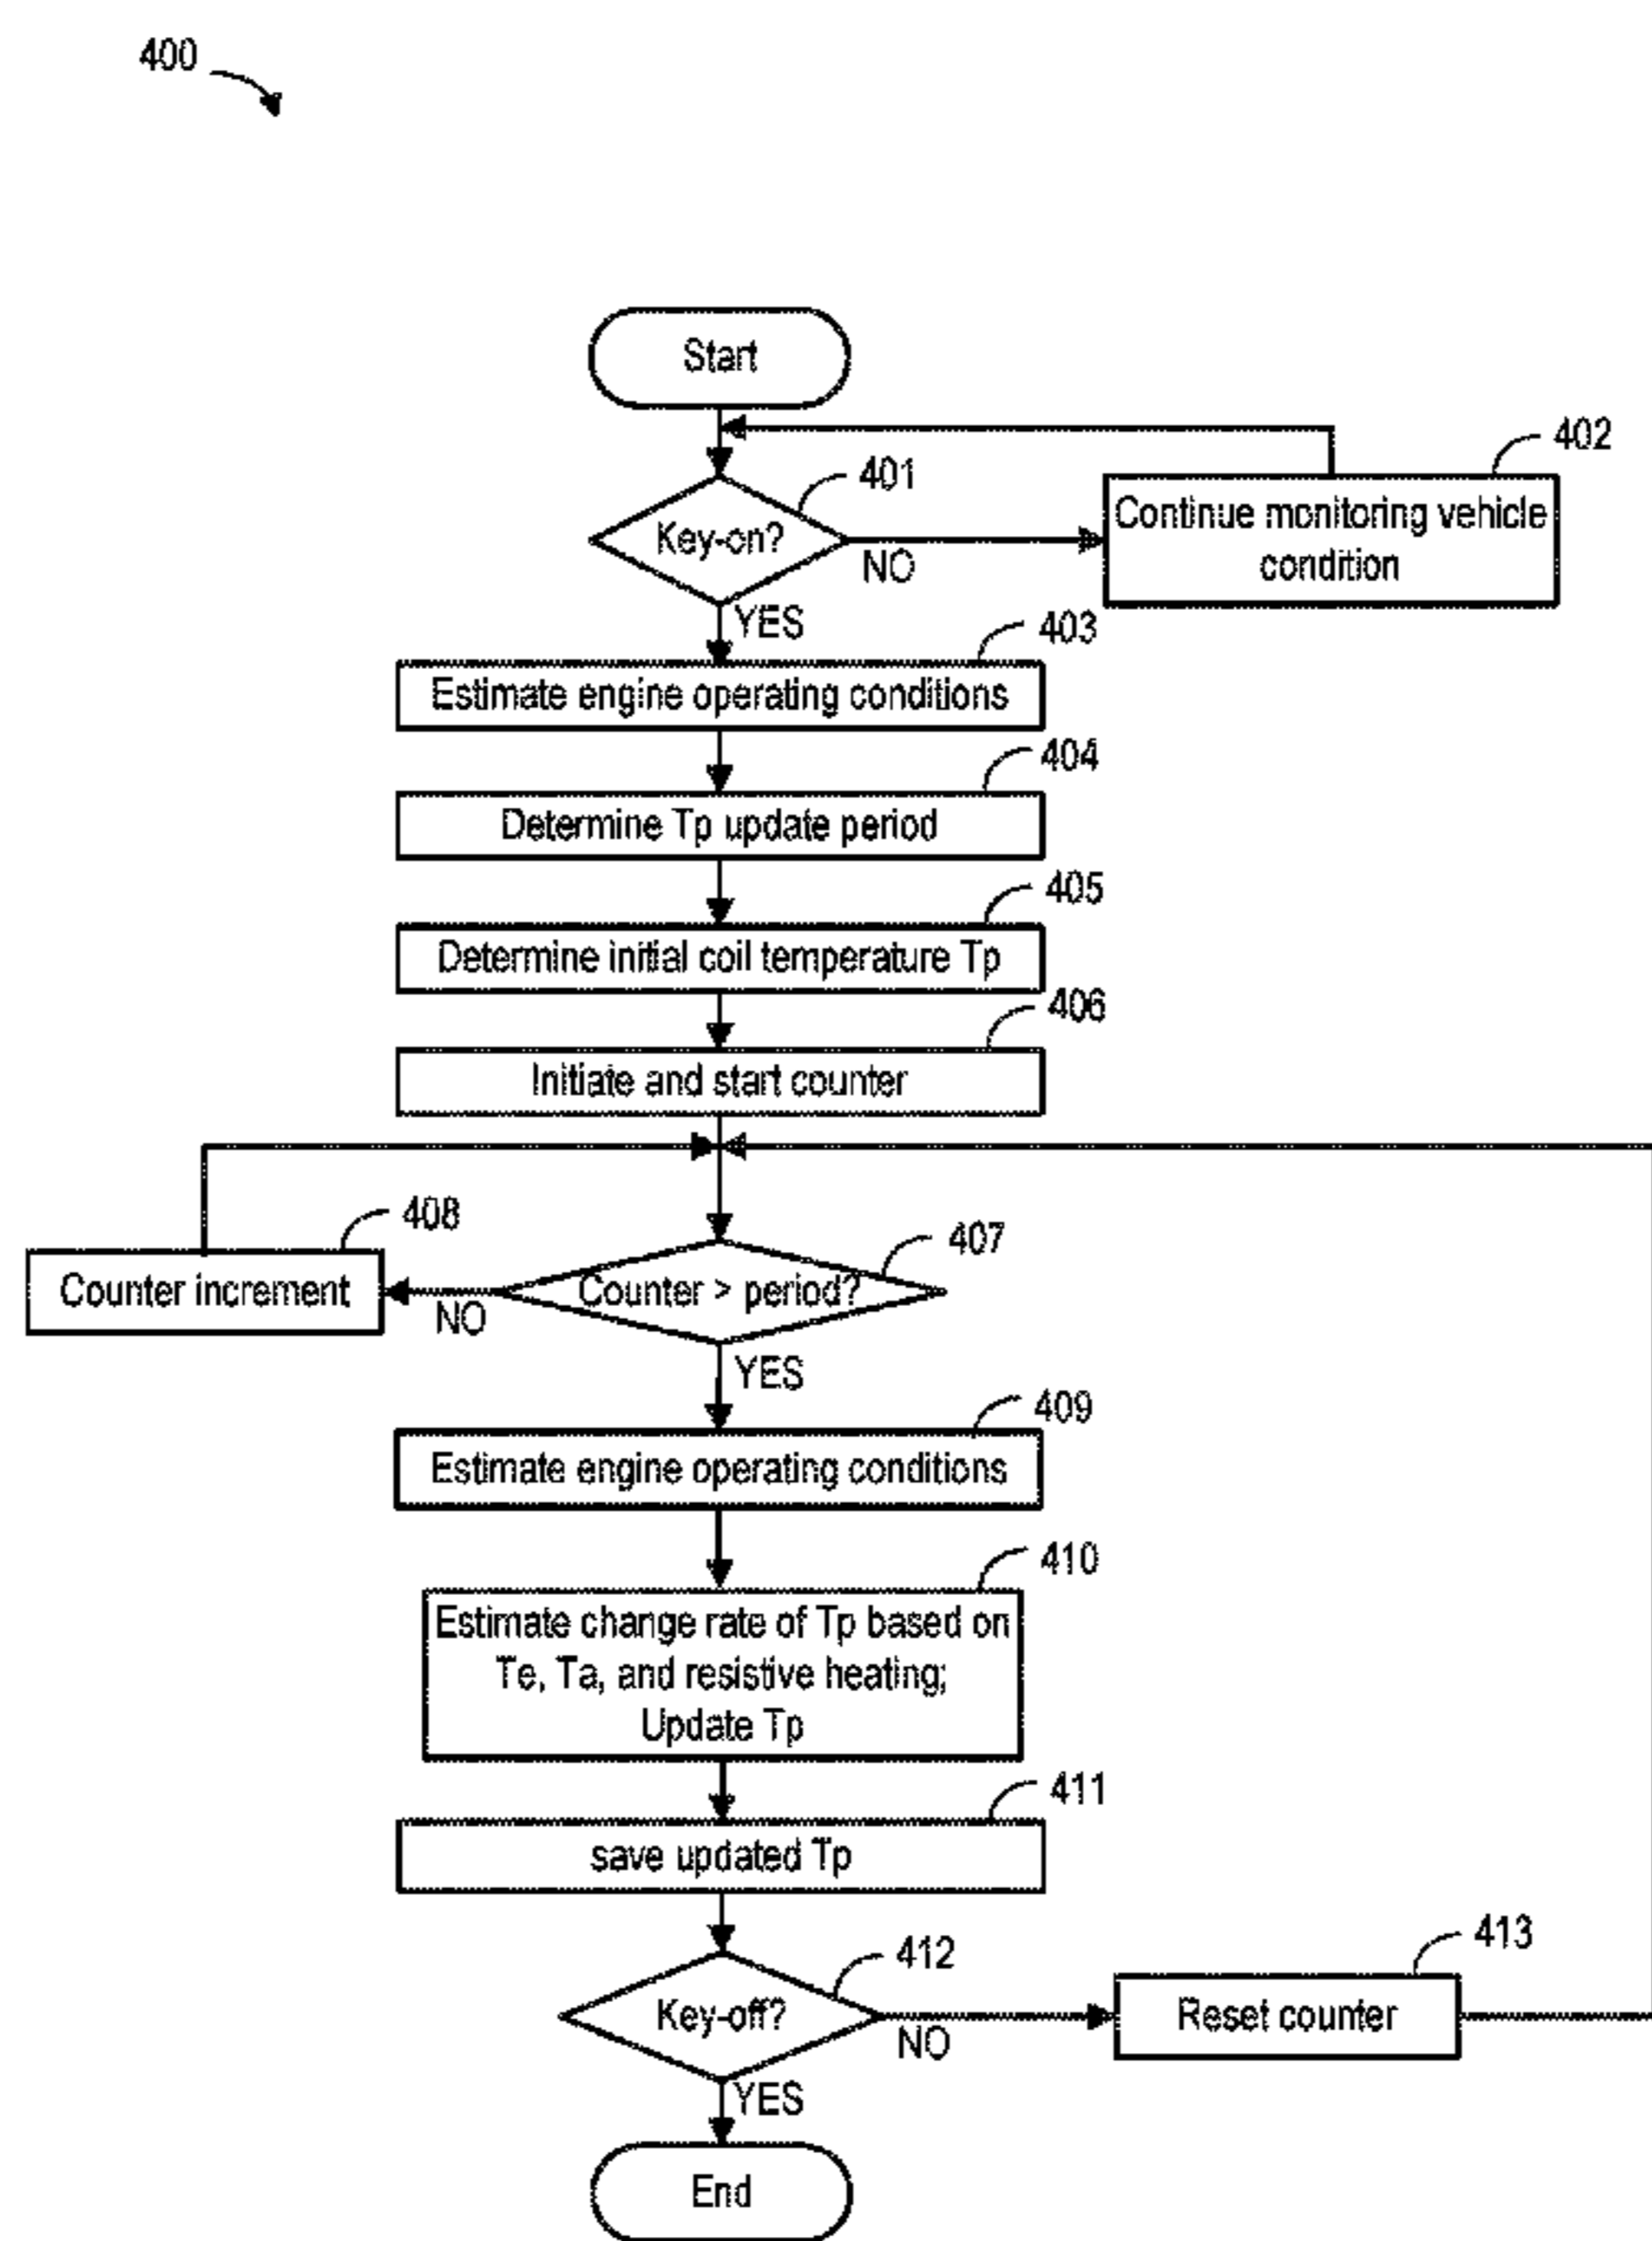 400
Start
401
Key-on?
NO
402
Continue monitoring vehicle
condition
YES
403
Estimate engine operating conditions
404
Determine Tp update period
405
Determine initial coil temperature Tp
406
Initiate and start counter
408
Counter increment
407
Counter > period?
NO
YES
409
Estimate engine operating conditions
410
Estimate change rate of Tp based on
Te, Ta, and resistive heating;
Update Tp
411
save updated Tp
412
Key-off?
NO
413
Reset counter
YES
End